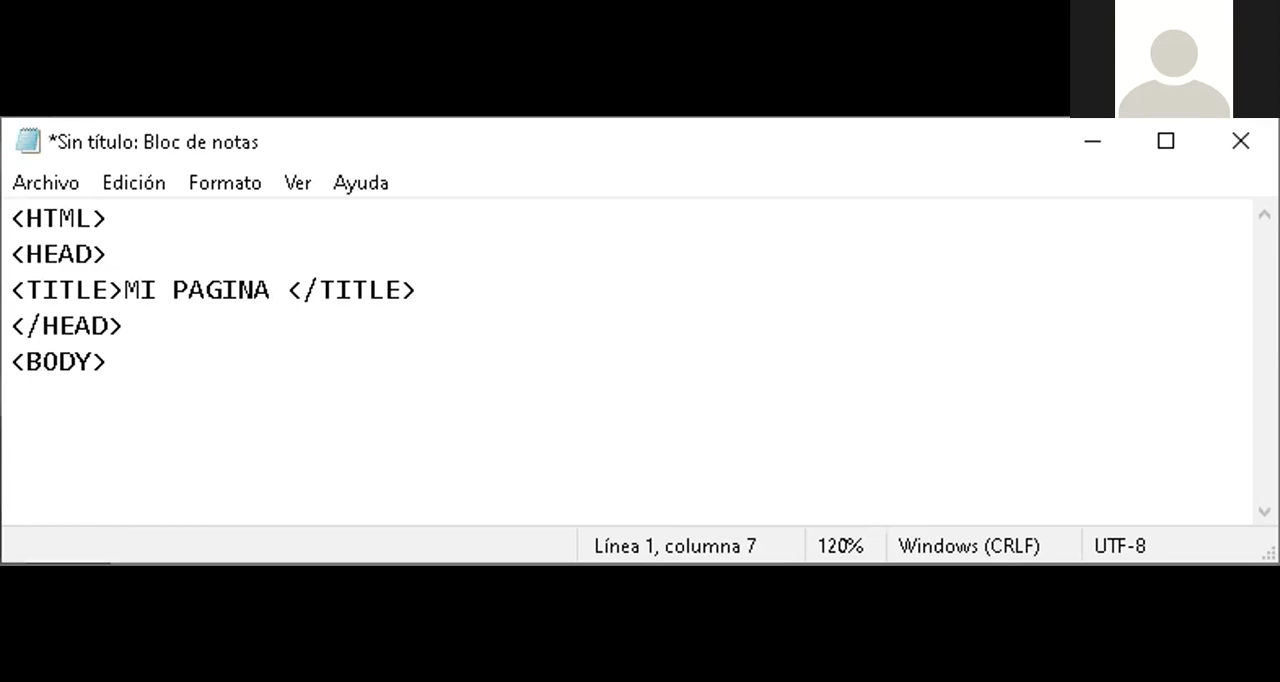 *Sin título: Bloc de notas
Archivo Edición Formato Ver Ayuda
<HTML>
<HEAD>
<TITLE>MI PAGINA </TITLE>
</HEAD>
<BODY>
Línea 1, columna 7 120% Windows (CRLF) UTF-8